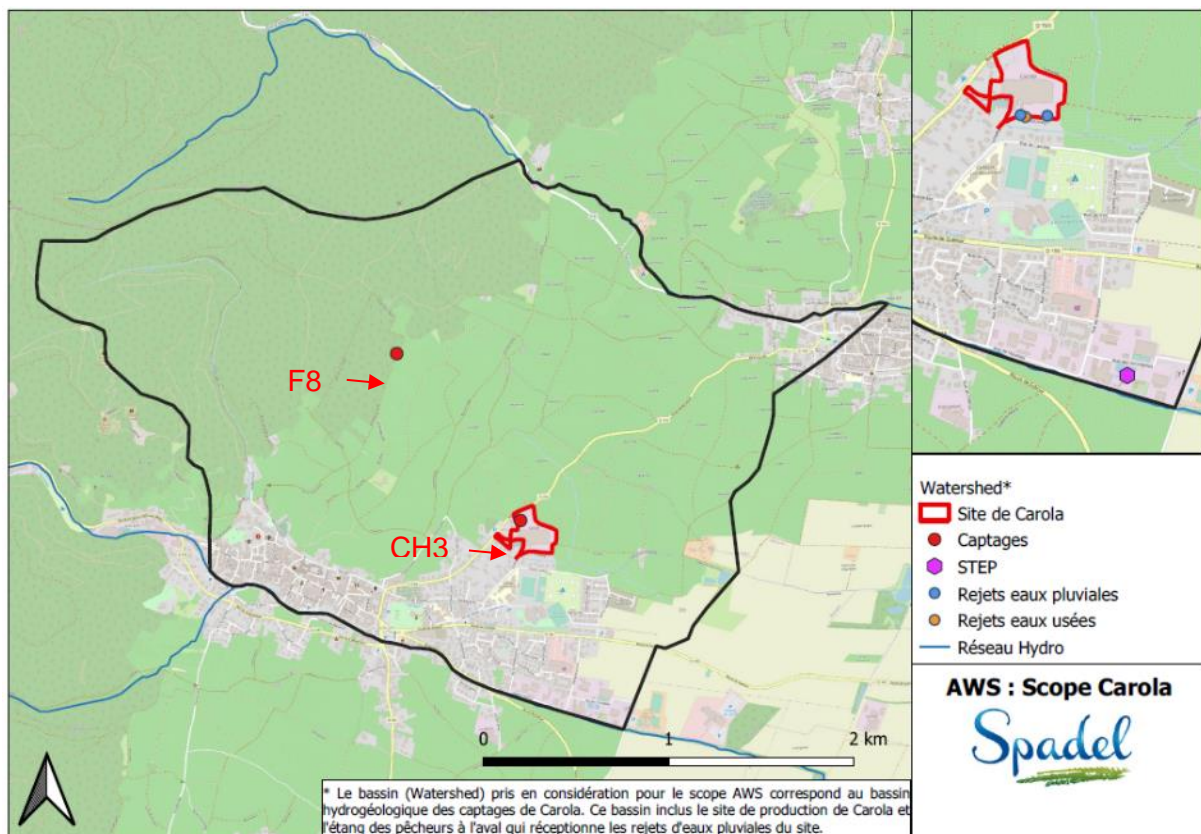 F8
CH3
0 1 2 km
* Le bassin (Watershed) pris en considération pour le scope AWS correspond au bassin
hydrogéologique des captages de Carola. Ce bassin inclus le site de production de Carola et
l'étang des pêcheurs à l'aval qui réceptionne les rejets d'eaux pluviales du site.
Watershed*
Site de Carola
Captages
STEP
Rejets eaux pluviales
Rejets eaux usées
Réseau Hydro
AWS : Scope Carola
Spadel